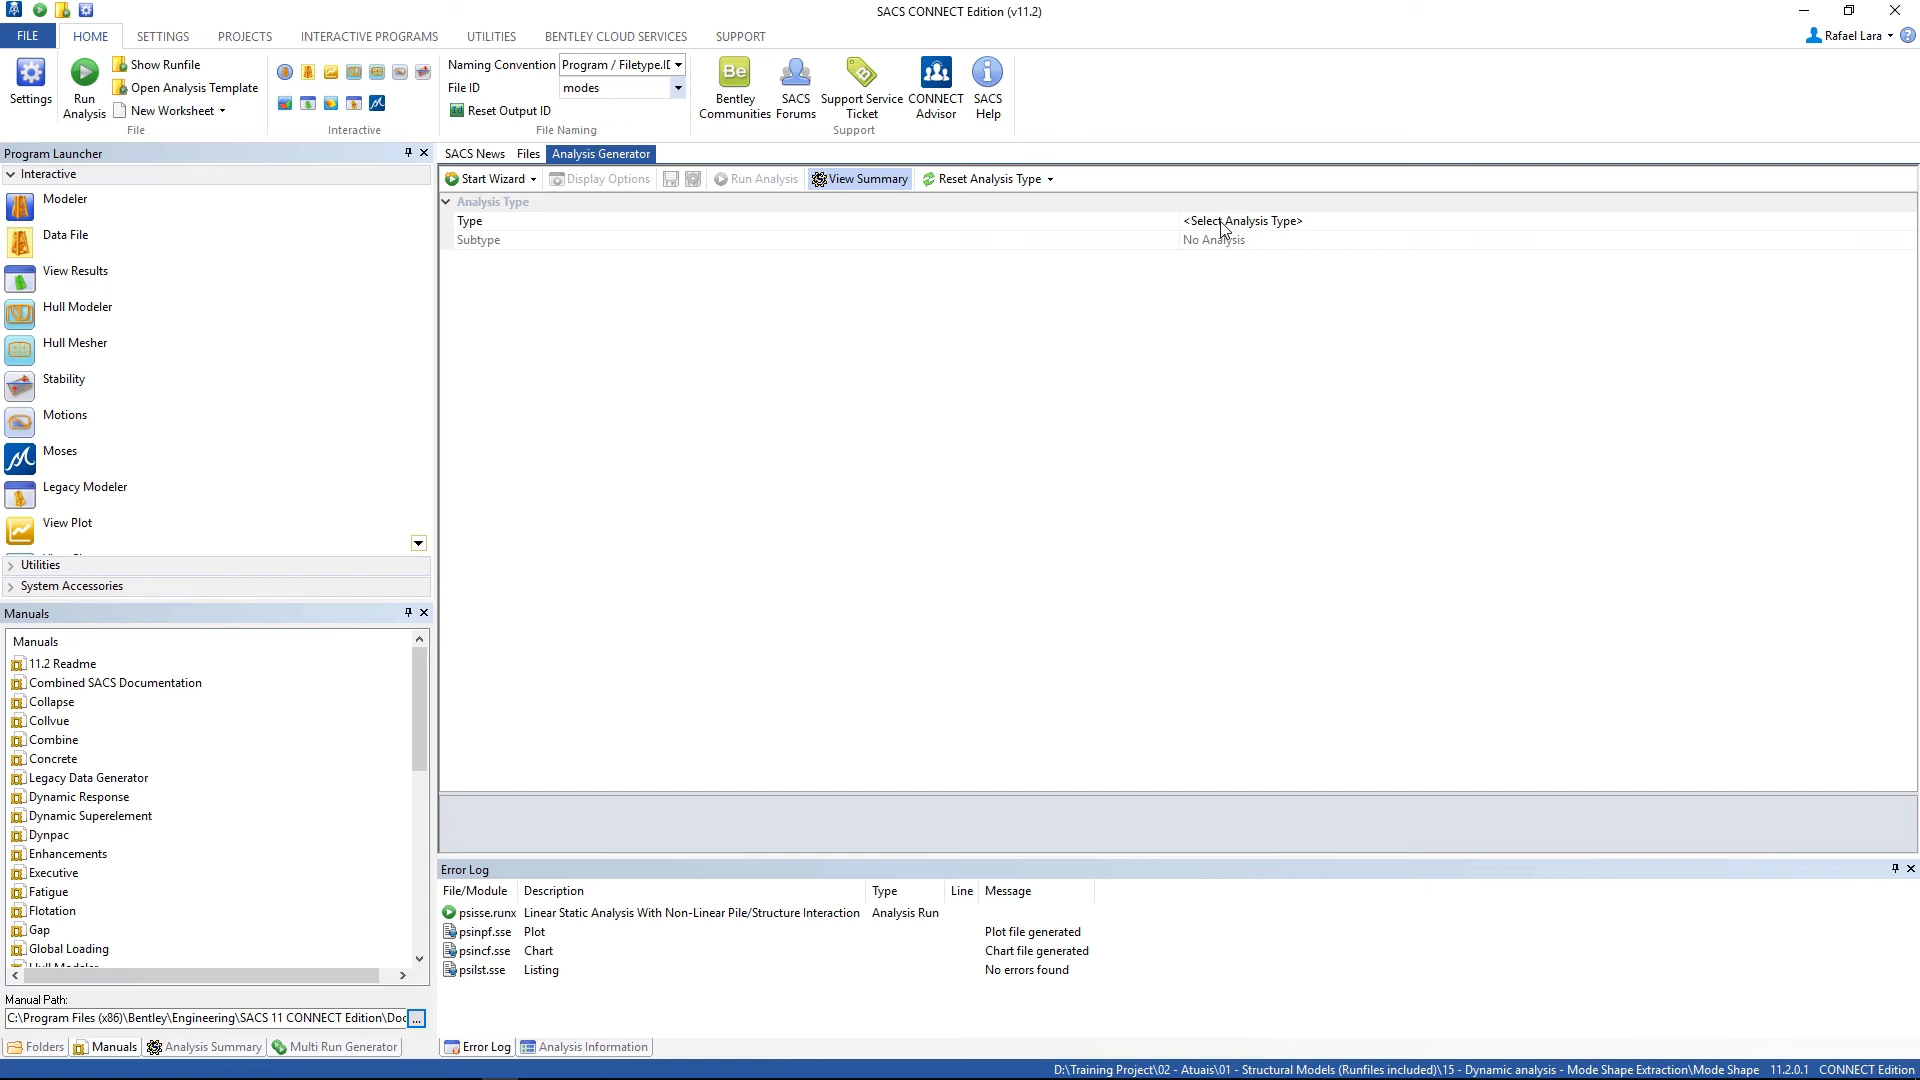 SACS CONNECT Edition (v11.2)
FILE HOME SETTINGS PROJECTS INTERACTIVE PROGRAMS UTILITIES BENTLEY CLOUD SERVICES SUPPORT
Rafael Lara
Settings
Run Analysis
Show Runfile
Open Analysis Template
New Worksheet
File
Interactive
Naming Convention Program / Filetype.IC
File ID modes
Reset Output ID
File Naming
Be
Bentley Communities
SACS Forums
Support Service Ticket
CONNECT Advisor
SACS Help
Support
Program Launcher
Interactive
Modeler
Data File
View Results
Hull Modeler
Hull Mesher
Stability
Motions
Moses
Legacy Modeler
View Plot
Utilities
System Accessories
Manuals
Manuals
11.2 Readme
Combined SACS Documentation
Collapse
Collvue
Combine
Concrete
Legacy Data Generator
Dynamic Response
Dynamic Superelement
Dynpac
Enhancements
Executive
Fatigue
Flotation
Gap
Global Loading
Manual Path:
C:\Program Files (x86)\Bentley\Engineering\SACS 11 CONNECT Edition\Doc ...
Folders Manuals Analysis Summary Multi Run Generator
SACS News Files Analysis Generator
Start Wizard Display Options Run Analysis View Summary Reset Analysis Type
Analysis Type
Type <Select Analysis Type>
Subtype No Analysis
Error Log
File/Module Description Type Line Message
psisse.runx Linear Static Analysis With Non-Linear Pile/Structure Interaction Analysis Run
psinpf.sse Plot Plot file generated
psincf.sse Chart Chart file generated
psilst.sse Listing No errors found
Error Log Analysis Information
D:\Training Project\02 - Atuais\01 - Structural Models (Runfiles included)\15 - Dynamic analysis - Mode Shape Extraction\Mode Shape 11.2.0.1 CONNECT Edition